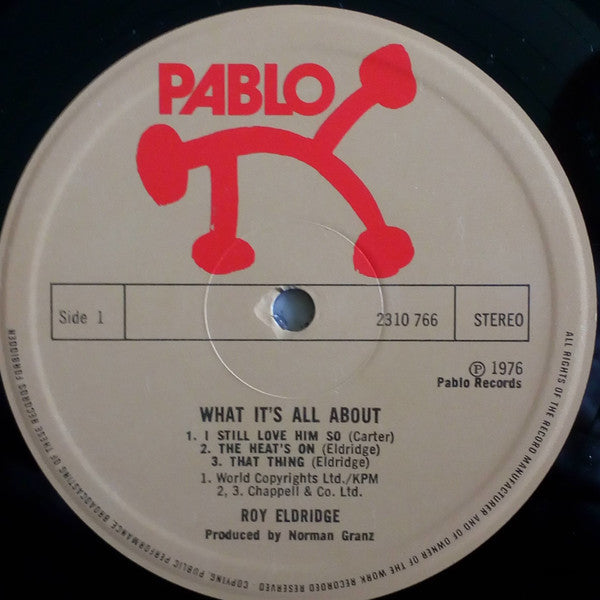 PABLO
Side 1
2310 766
STEREO
Ⓟ 1976
Pablo Records
WHAT IT'S ALL ABOUT
1. I STILL LOVE HIM SO (Carter)
2. THE HEAT'S ON (Eldridge)
3. THAT THING (Eldridge)
1. World Copyrights Ltd./KPM
2, 3. Chappell & Co. Ltd.
ROY ELDRIDGE
Produced by Norman Granz
ALL RIGHTS OF THE RECORD MANUFACTURER AND OF OWNER OF THE WORK RECORDED RESERVED. COPYING PUBLIC PERFORMANCE BROADCASTING OF THESE RECORDS FORBIDDEN